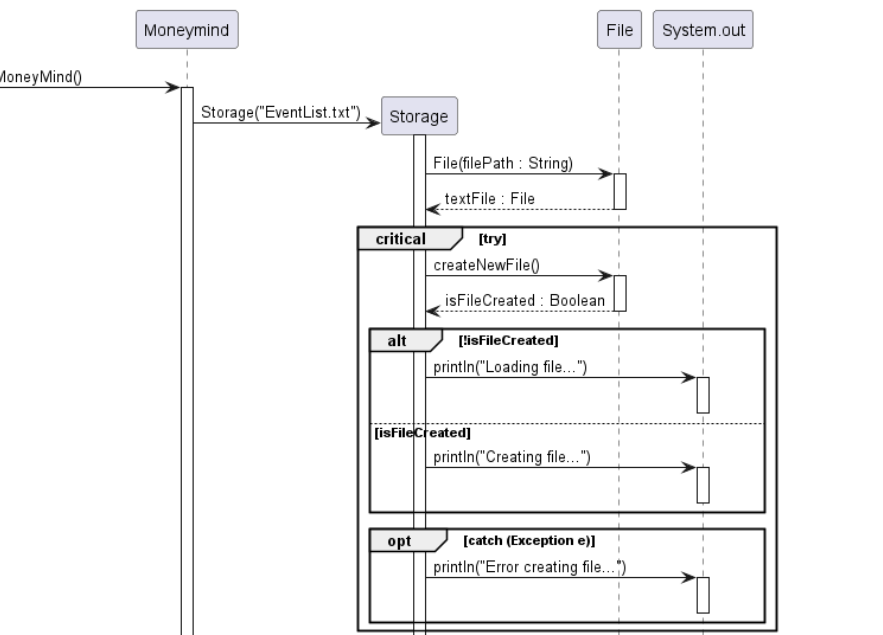 Moneymind
File
System.out
MoneyMind()
Storage("EventList.txt")
Storage
File(filePath : String)
textFile : File
critical
[try]
createNewFile()
isFileCreated : Boolean
alt
[!isFileCreated]
println("Loading file...")
[isFileCreated]
println("Creating file...")
opt
[catch (Exception e)]
println("Error creating file...")